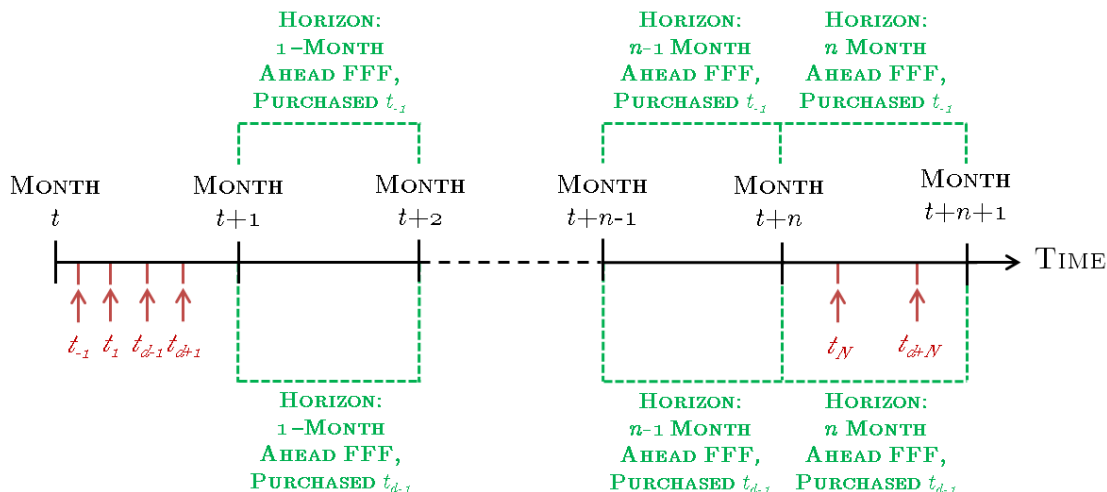 HORIZON:
1–MONTH
AHEAD FFF,
PURCHASED t-1
HORIZON:
n-1 MONTH
AHEAD FFF,
PURCHASED t-1
HORIZON:
n MONTH
AHEAD FFF,
PURCHASED t-1
MONTH
t
MONTH
t+1
MONTH
t+2
MONTH
t+n-1
MONTH
t+n
MONTH
t+n+1
TIME
t-1
t1
td-1
td+1
tN
td+N
HORIZON:
1–MONTH
AHEAD FFF,
PURCHASED td-1
HORIZON:
n-1 MONTH
AHEAD FFF,
PURCHASED td-1
HORIZON:
n MONTH
AHEAD FFF,
PURCHASED td-1